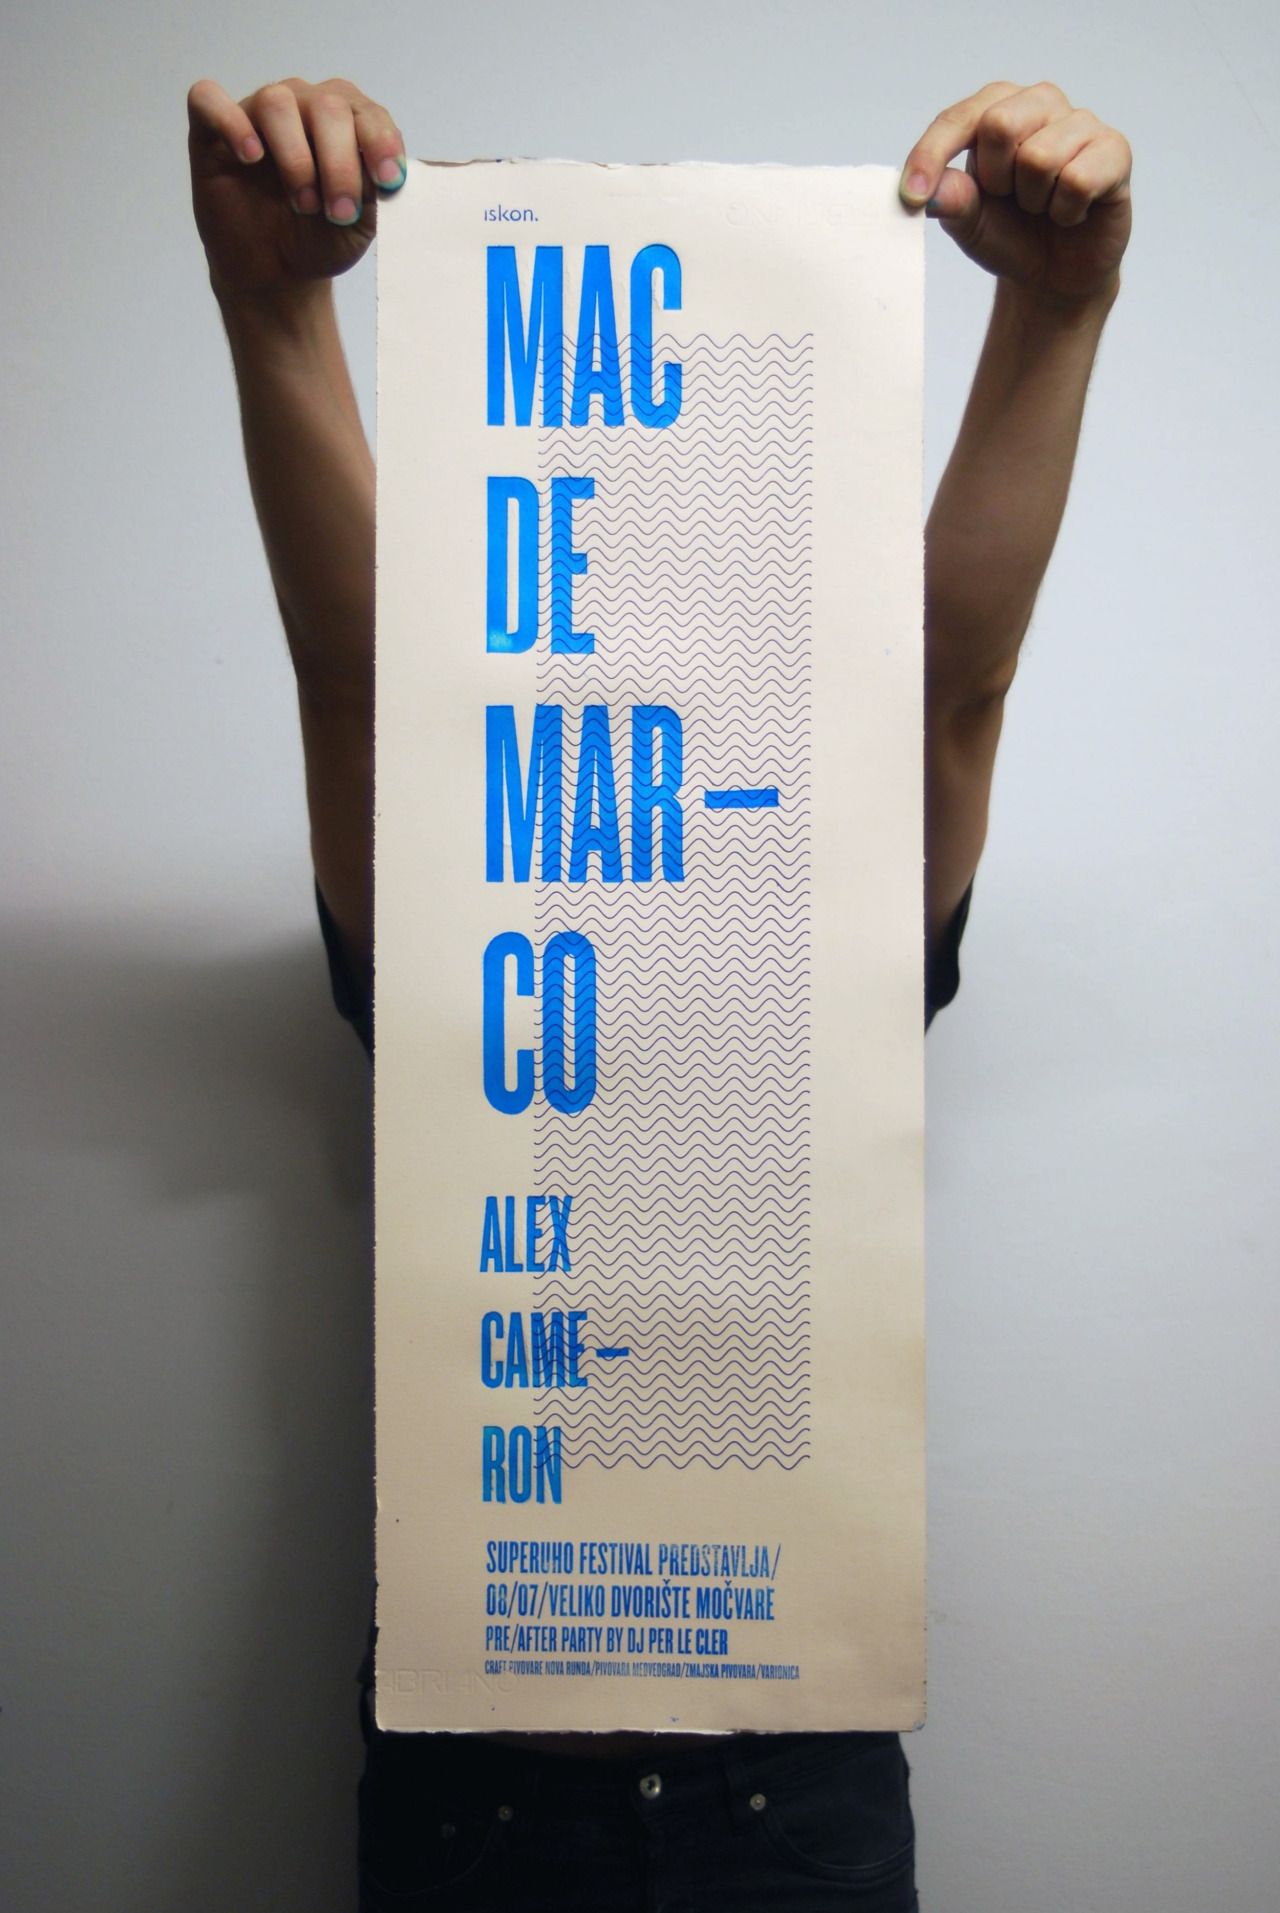 ıskon.
MAC
DE
MAR–
CO
ALEX
CAME–
RON
SUPERUHO FESTIVAL PREDSTAVLJA/
08/07/VELIKO DVORIŠTE MOČVARE
PRE/AFTER PARTY BY DJ PER LE CLER
CRAFT PIVOVARE NOVA RUNDA/PIVOVARA MEDVEDGRAD/ZMAJSKA PIVOVARA/VARIONICA
FABRIANO